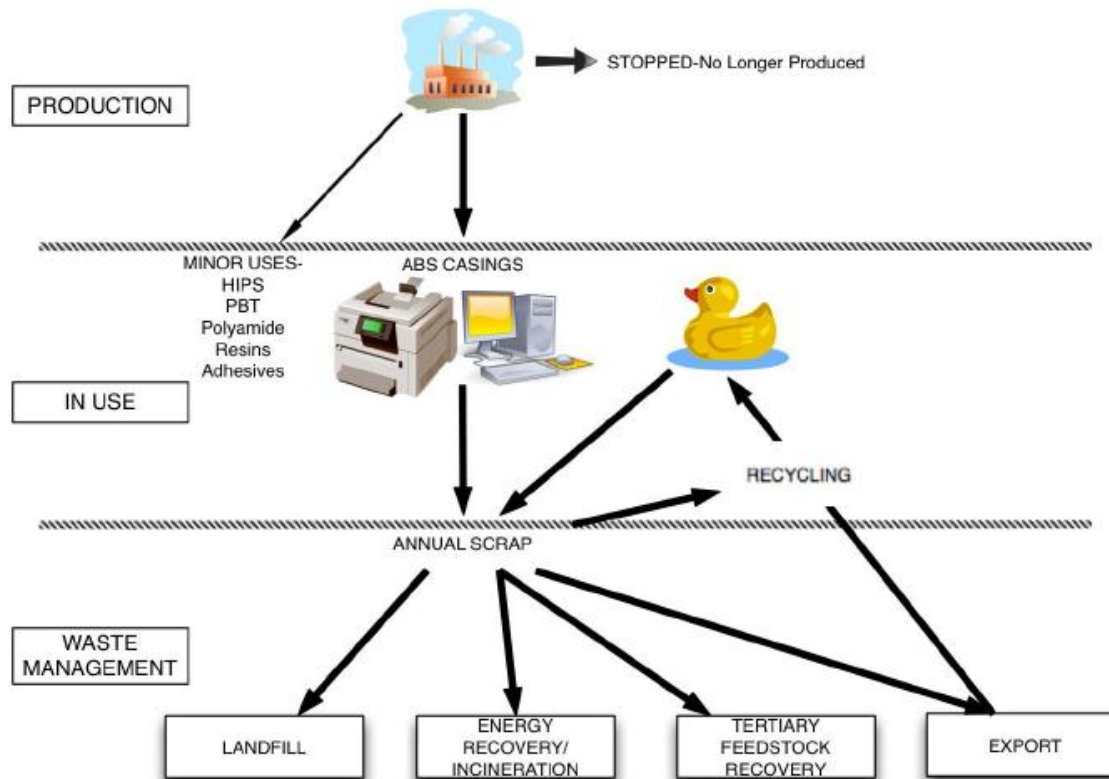 STOPPED-No Longer Produced
PRODUCTION
MINOR USES-
HIPS
PBT
Polyamide
Resins
Adhesives
ABS CASINGS
IN USE
RECYCLING
ANNUAL SCRAP
WASTE
MANAGEMENT
LANDFILL
ENERGY
RECOVERY/
INCINERATION
TERTIARY
FEEDSTOCK
RECOVERY
EXPORT